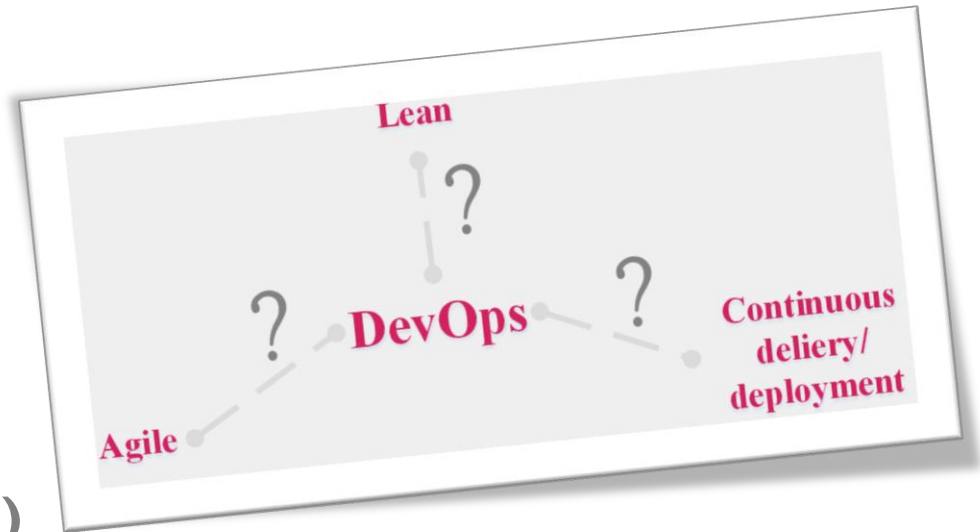 Lean
?
?
?
DevOps
Continuous
deliery/
deployment
Agile
)